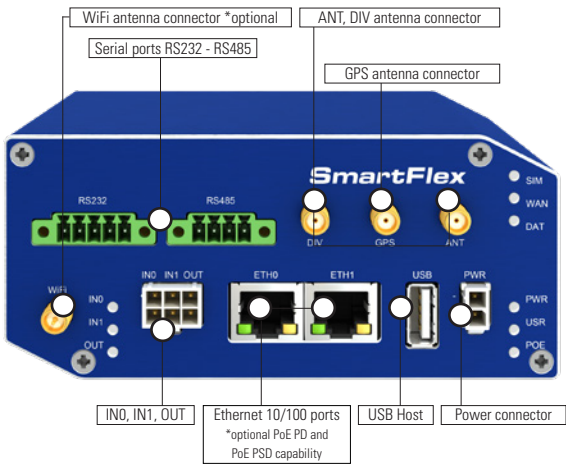 WiFi antenna connector *optional
ANT, DIV antenna connector
Serial ports RS232 - RS485
GPS antenna connector
SmartFlex
SIM
WAN
DAT
RS232
RS485
DIV
GPS
ANT
WiFi
IN0
IN1
OUT
IN0 IN1 OUT
ETH0
ETH1
USB
PWR
PWR
USR
POE
IN0, IN1, OUT
Ethernet 10/100 ports
*optional PoE PD and
PoE PSD capability
USB Host
Power connector